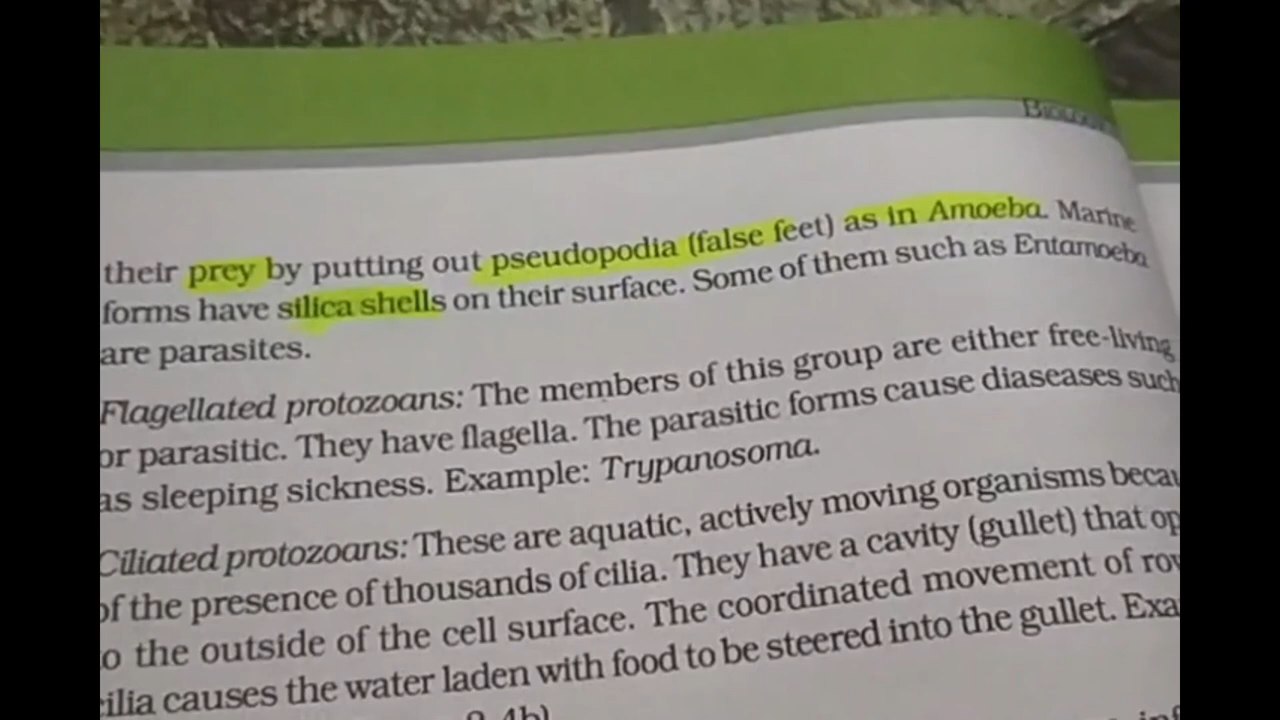 BIOLOGY
their prey by putting out pseudopodia (false feet) as in Amoeba. Marine
forms have silica shells on their surface. Some of them such as Entamoeba
are parasites.
Flagellated protozoans: The members of this group are either free-living
or parasitic. They have flagella. The parasitic forms cause diaseases such
as sleeping sickness. Example: Trypanosoma.
Ciliated protozoans: These are aquatic, actively moving organisms becau
of the presence of thousands of cilia. They have a cavity (gullet) that op
to the outside of the cell surface. The coordinated movement of row
cilia causes the water laden with food to be steered into the gullet. Exa